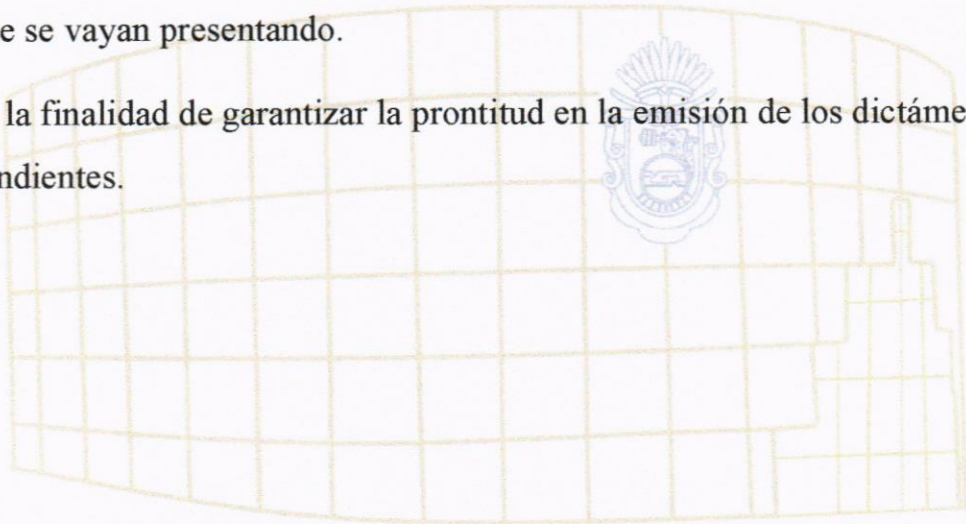 e se vayan presentando.
la finalidad de garantizar la prontitud en la emisión de los dictáme
ndientes.